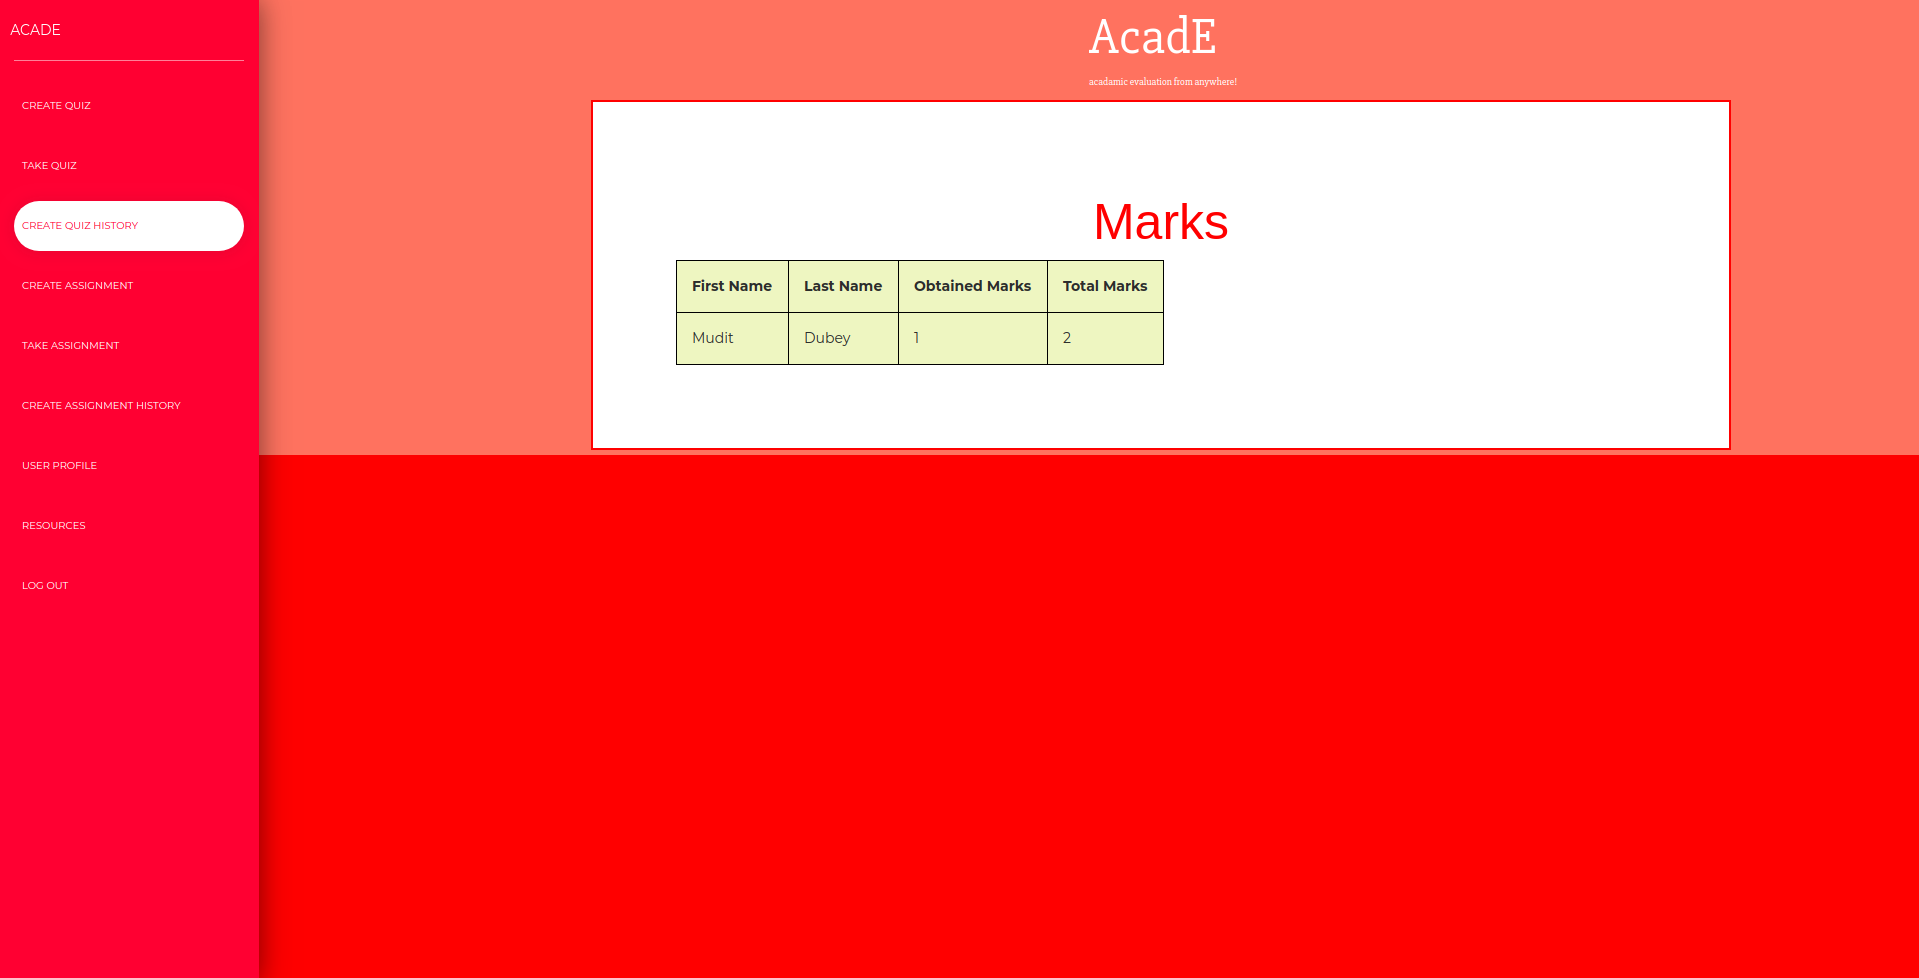 ACADE
CREATE QUIZ
TAKE QUIZ
CREATE QUIZ HISTORY
CREATE ASSIGNMENT
TAKE ASSIGNMENT
CREATE ASSIGNMENT HISTORY
USER PROFILE
RESOURCES
LOG OUT
AcadE
acadamic evaluation from anywhere!
Marks
First Name Last Name Obtained Marks Total Marks
Mudit Dubey 1 2